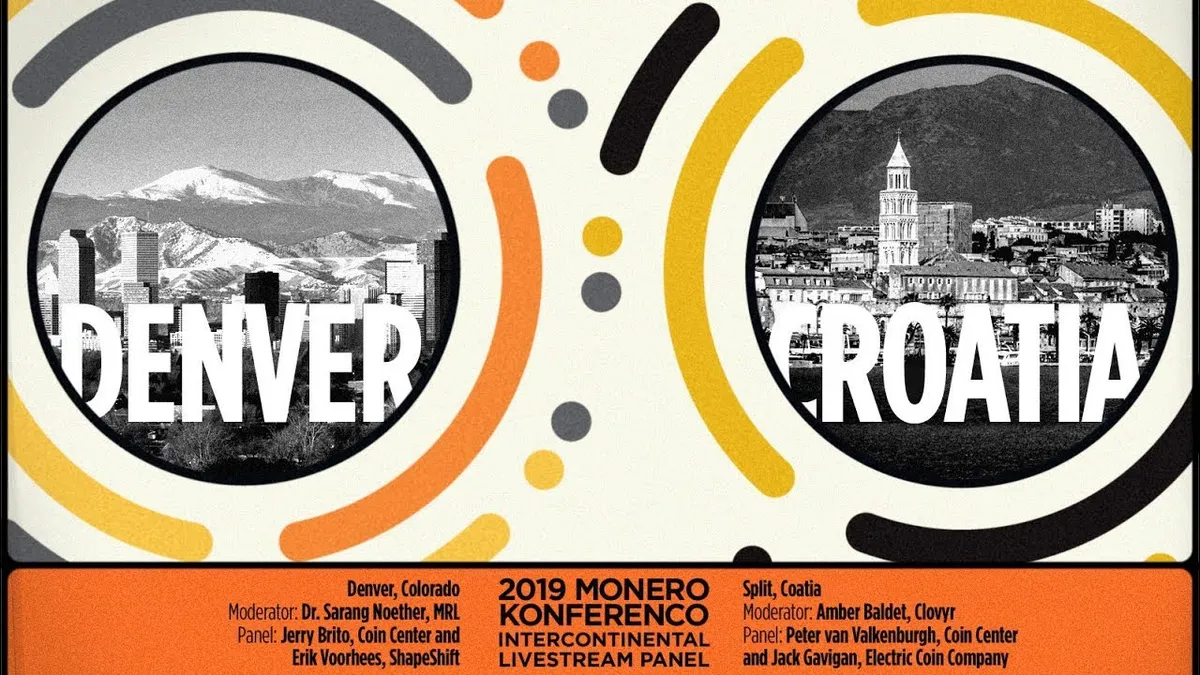 DENVER
CROATIA
Denver, Colorado
Moderator: Dr. Sarang Noether, MRL
Panel: Jerry Brito, Coin Center and
Erik Voorhees, ShapeShift
2019 MONERO
KONFERENCO
INTERCONTINENTAL
LIVESTREAM PANEL
Split, Coatia
Moderator: Amber Baldet, Clovyr
Panel: Peter van Valkenburgh, Coin Center
and Jack Gavigan, Electric Coin Company